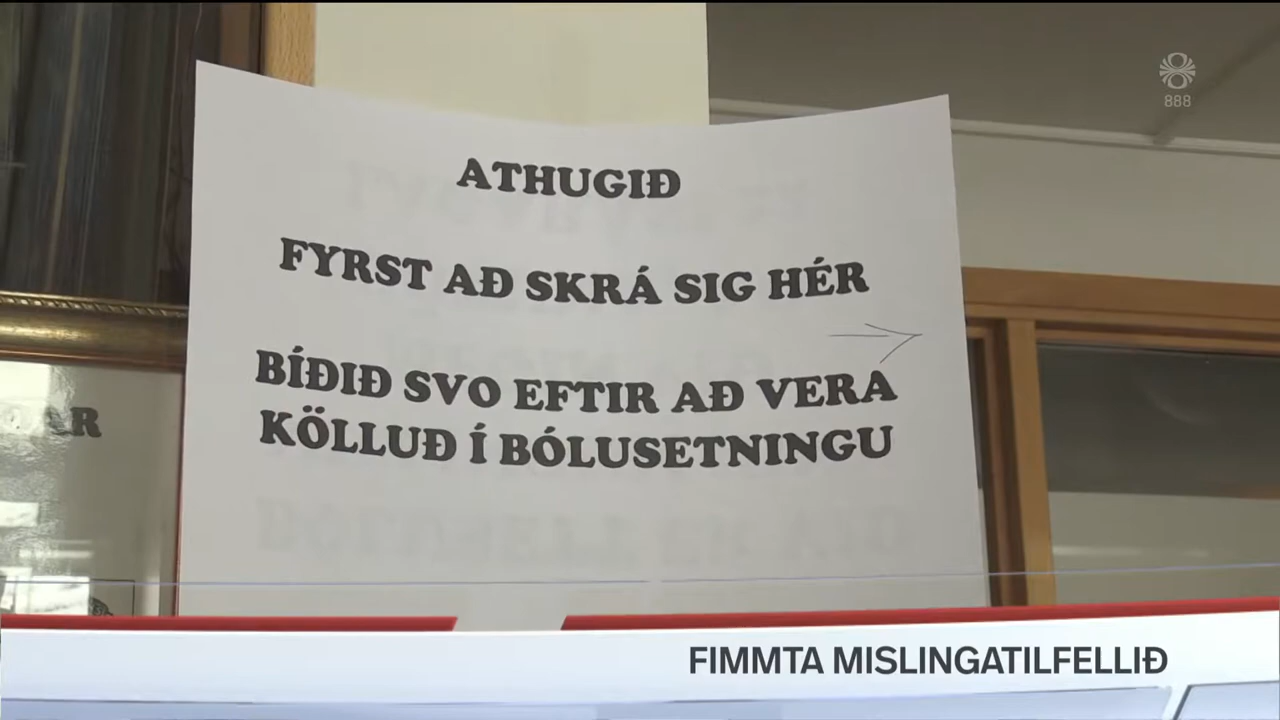 888
ATHUGIÐ
FYRST AÐ SKRÁ SIG HÉR
BÍÐIÐ SVO EFTIR AÐ VERA
KÖLLUÐ Í BÓLUSETNINGU
FIMMTA MISLINGATILFELLIÐ